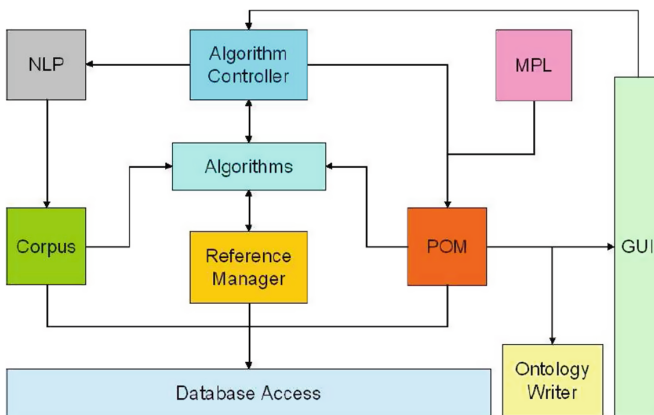 NLP
Algorithm
Controller
MPL
Algorithms
Corpus
Reference
Manager
POM
GUI
Ontology
Writer
Database Access